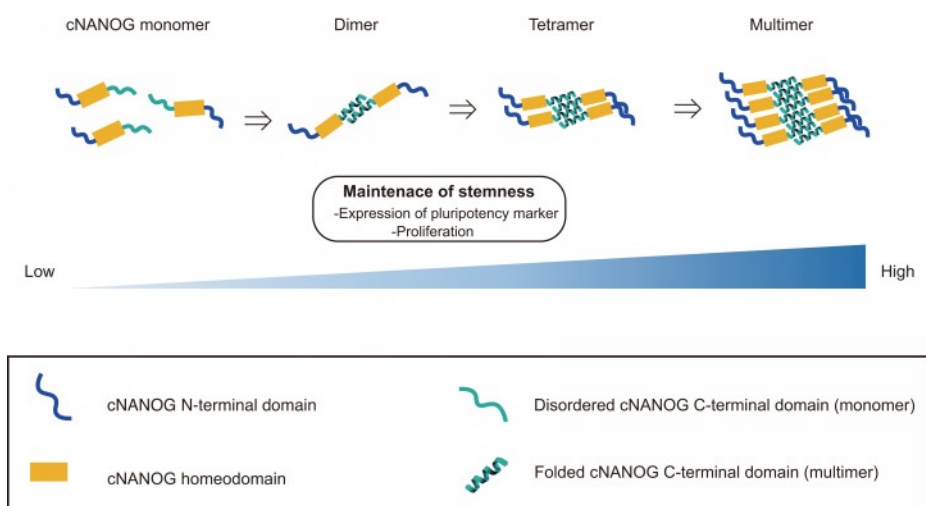 cNANOG monomer
Dimer
Tetramer
Multimer
Maintenace of stemness
-Expression of pluripotency marker
-Proliferation
Low
High
cNANOG N-terminal domain
Disordered cNANOG C-terminal domain (monomer)
cNANOG homeodomain
Folded cNANOG C-terminal domain (multimer)